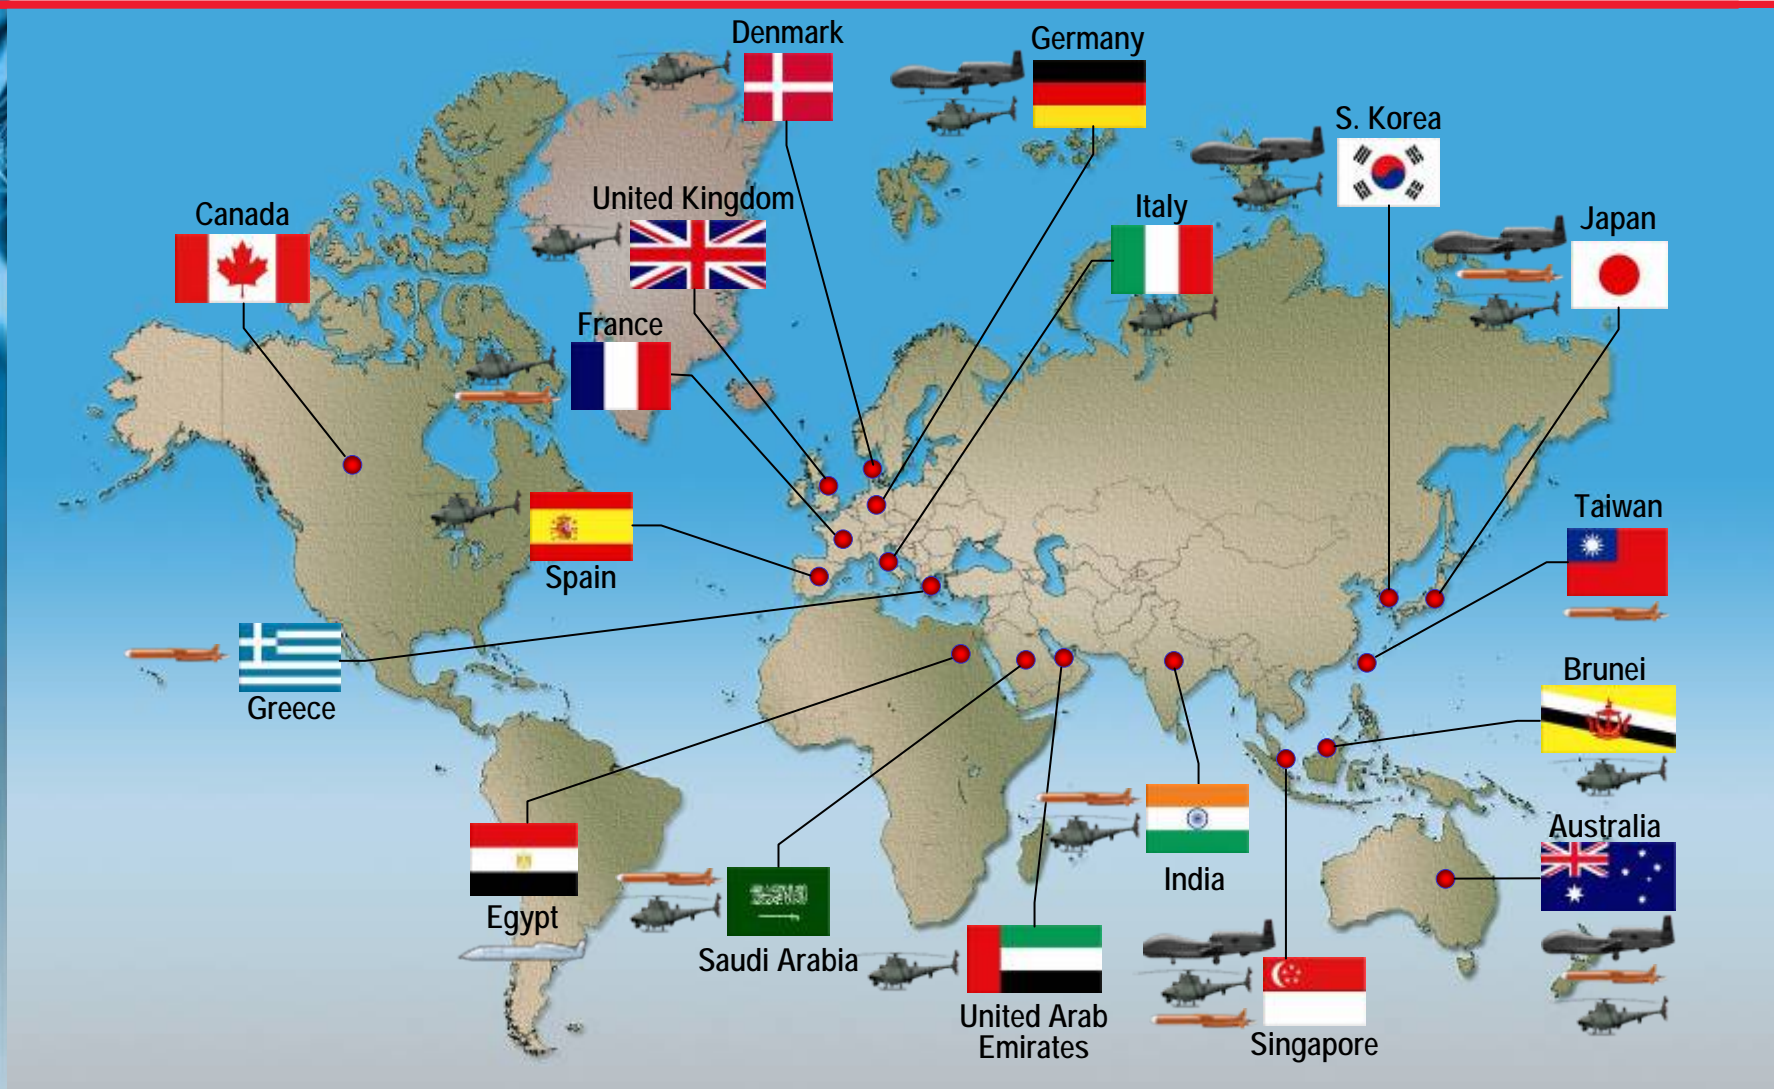 Denmark
Germany
S. Korea
United Kingdom
Canada
Italy
Japan
France
Taiwan
Spain
Brunei
Greece
Australia
India
Egypt
Saudi Arabia
United Arab
Emirates
Singapore